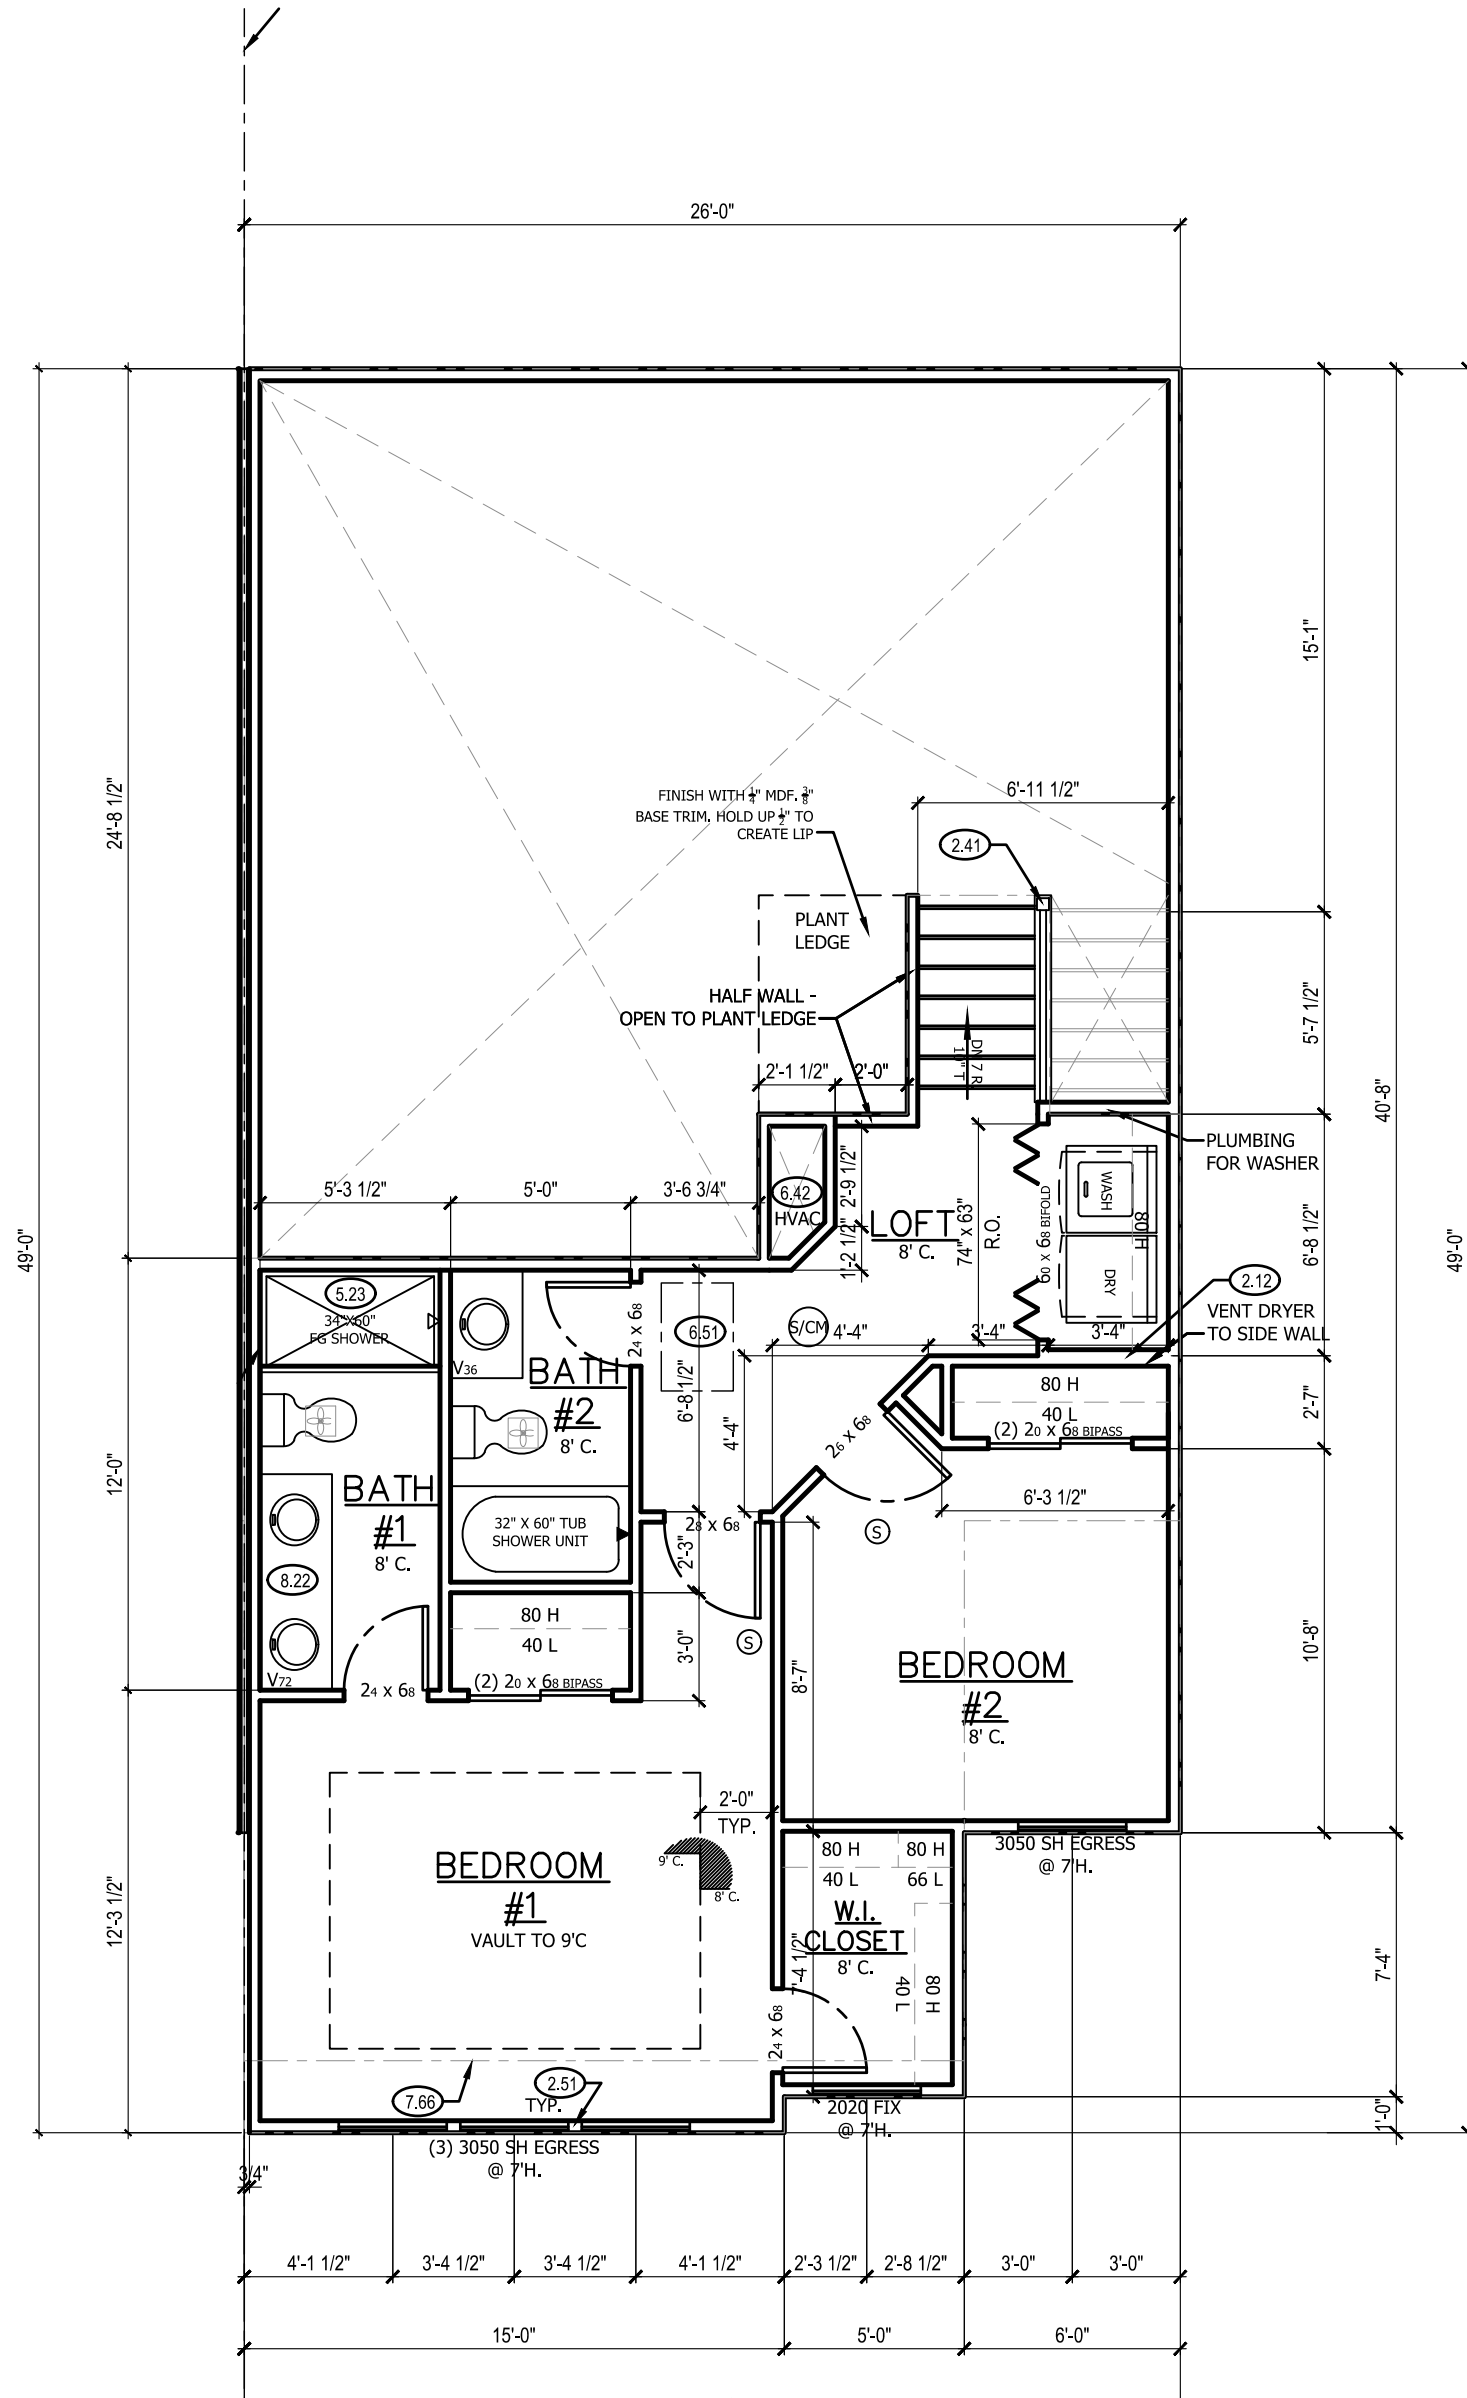 26'-0"
49'-0"
24'-8 1/2"
12'-0"
12'-3 1/2"
15'-1"
5'-7 1/2"
6'-8 1/2"
2'-7"
10'-8"
40'-8"
7'-4"
1'-0"
49'-0"
FINISH WITH 1/4" MDF. 3/8"
BASE TRIM. HOLD UP 1/2" TO
CREATE LIP
6'-11 1/2"
2.41
PLANT
LEDGE
HALF WALL -
OPEN TO PLANT LEDGE
DN 7 R.
10" T
2'-1 1/2"
2'-0"
PLUMBING
FOR WASHER
5'-3 1/2"
5'-0"
3'-6 3/4"
6.42
HVAC
2'-9 1/2"
1'-2 1/2"
LOFT
8' C.
74" x 63"
R.O.
60 x 68 BIFOLD
WASH
DRY
80 H
2.12
VENT DRYER
TO SIDE WALL
5.23
34"X60"
FG SHOWER
V36
BATH
#2
8' C.
24 x 68
6.51
S/CM
4'-4"
3'-4"
3'-4"
6'-8 1/2"
4'-4"
80 H
40 L
(2) 20 x 68 BIPASS
26 x 68
6'-3 1/2"
BATH
#1
8' C.
32" X 60" TUB
SHOWER UNIT
28 x 68
2'-3"
S
8.22
V72
24 x 68
80 H
40 L
(2) 20 x 68 BIPASS
3'-0"
S
8'-7"
BEDROOM
#2
8' C.
2'-0"
TYP.
9' C.
8' C.
BEDROOM
#1
VAULT TO 9'C
80 H
40 L
80 H
66 L
W.I.
CLOSET
8' C.
7'-4 1/2"
40 L
80 H
24 x 68
3050 SH EGRESS
@ 7'H.
7.66
2.51
TYP.
2020 FIX
@ 7'H.
(3) 3050 SH EGRESS
@ 7'H.
3/4"
4'-1 1/2"
3'-4 1/2"
3'-4 1/2"
4'-1 1/2"
2'-3 1/2"
2'-8 1/2"
3'-0"
3'-0"
15'-0"
5'-0"
6'-0"